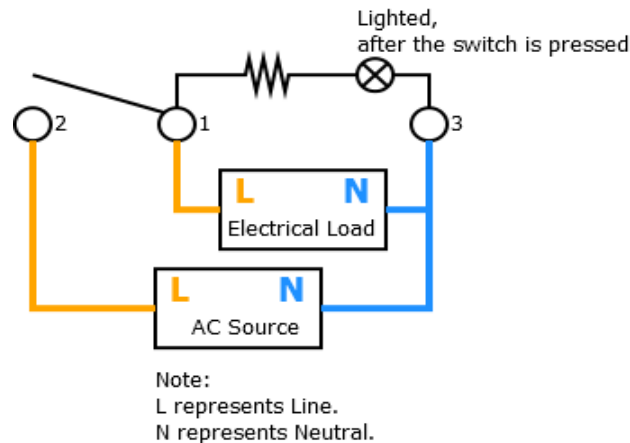 Lighted,
after the switch is pressed
2
1
3
L N
Electrical Load
L N
AC Source
Note:
L represents Line.
N represents Neutral.